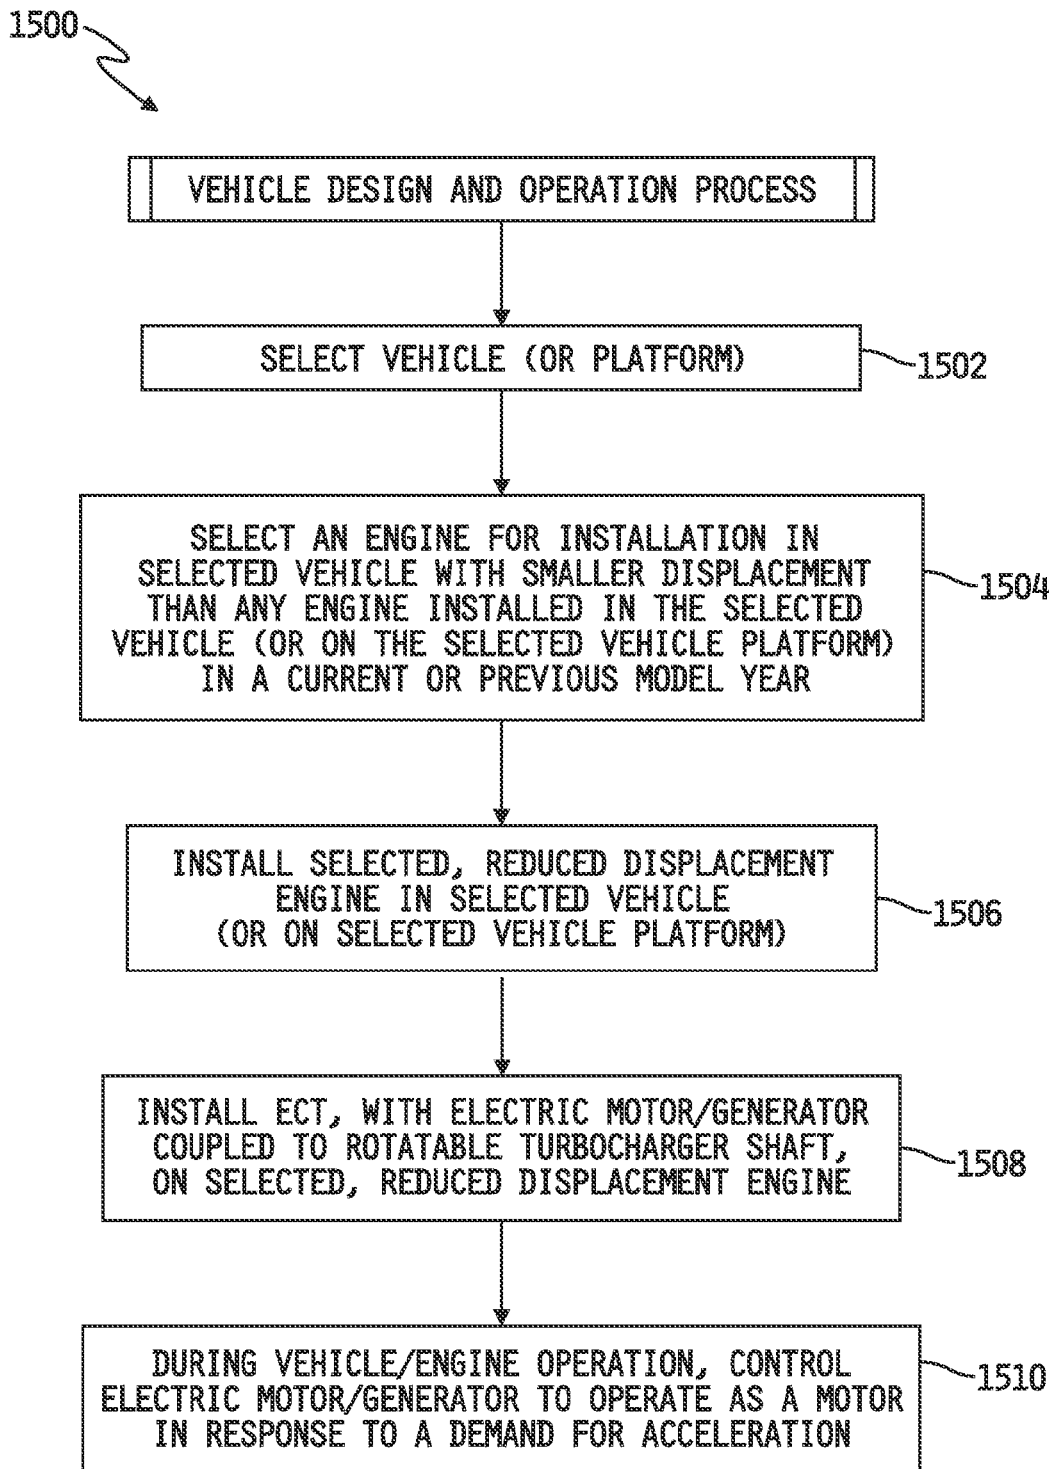 1500
VEHICLE DESIGN AND OPERATION PROCESS
SELECT VEHICLE (OR PLATFORM)
1502
SELECT AN ENGINE FOR INSTALLATION IN
SELECTED VEHICLE WITH SMALLER DISPLACEMENT
THAN ANY ENGINE INSTALLED IN THE SELECTED
VEHICLE (OR ON THE SELECTED VEHICLE PLATFORM)
IN A CURRENT OR PREVIOUS MODEL YEAR
1504
INSTALL SELECTED, REDUCED DISPLACEMENT
ENGINE IN SELECTED VEHICLE
(OR ON SELECTED VEHICLE PLATFORM)
1506
INSTALL ECT, WITH ELECTRIC MOTOR/GENERATOR
COUPLED TO ROTATABLE TURBOCHARGER SHAFT,
ON SELECTED, REDUCED DISPLACEMENT ENGINE
1508
DURING VEHICLE/ENGINE OPERATION, CONTROL
ELECTRIC MOTOR/GENERATOR TO OPERATE AS A MOTOR
IN RESPONSE TO A DEMAND FOR ACCELERATION
1510